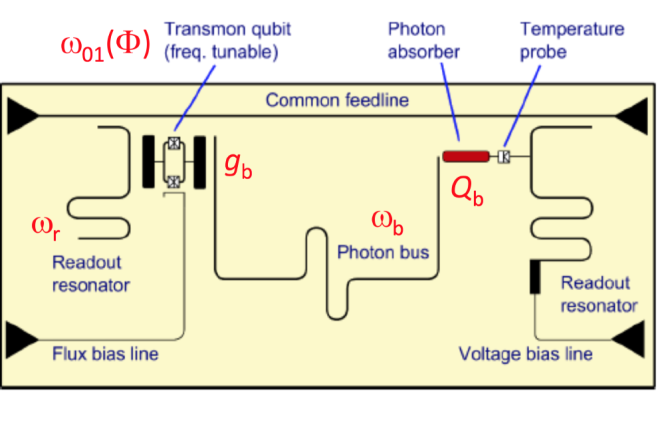 ω01(Φ)
Transmon qubit
(freq. tunable)
Photon
absorber
Temperature
probe
Common feedline
gb
Qb
ωr
ωb
Photon bus
Readout
resonator
Readout
resonator
Flux bias line
Voltage bias line